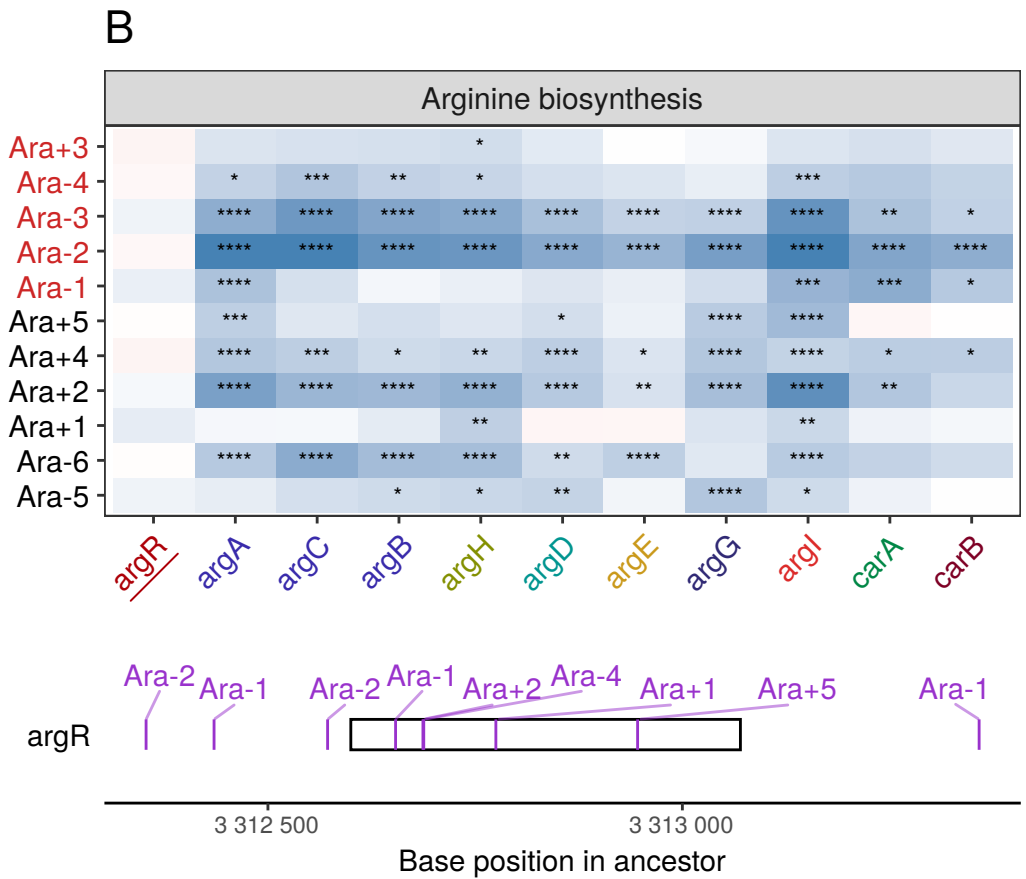 B
Arginine biosynthesis
Ara+3 *
Ara-4 * *** ** * ***
Ara-3 **** **** **** **** **** **** **** **** ** *
Ara-2 **** **** **** **** **** **** **** **** **** ****
Ara-1 **** *** *** *
Ara+5 *** * **** ****
Ara+4 **** *** * ** **** * **** **** * *
Ara+2 **** **** **** **** **** ** **** **** **
Ara+1 ** **
Ara-6 **** **** **** **** ** **** ****
Ara-5 * * ** **** *
argR argA argC argB argH argD argE argG argI carA carB
Ara-2 Ara-1 Ara-2 Ara-1 Ara+2 Ara-4 Ara+1 Ara+5 Ara-1
argR
3 312 500 3 313 000
Base position in ancestor